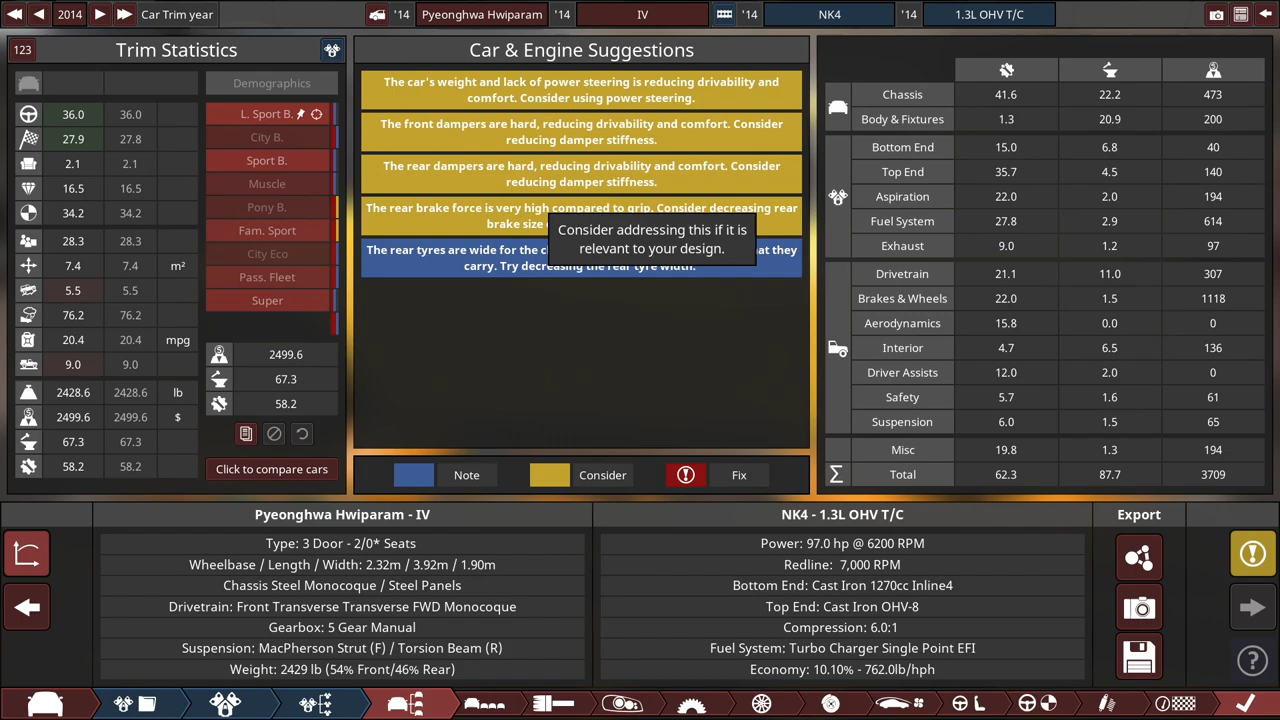 2014
Car Trim year
'14
Pyeonghwa Hwiparam
'14
IV
'14
NK4
'14
1.3L OHV T/C
123
Trim Statistics
36.0 36.0
27.9 27.8
2.1 2.1
16.5 16.5
34.2 34.2
28.3 28.3
7.4 7.4 m²
5.5 5.5
76.2 76.2
20.4 20.4 mpg
9.0 9.0
2428.6 2428.6 lb
2499.6 2499.6 $
67.3 67.3
58.2 58.2
Demographics
L. Sport B.
City B.
Sport B.
Muscle
Pony B.
Fam. Sport
City Eco
Pass. Fleet
Super
2499.6
67.3
58.2
Click to compare cars
Car & Engine Suggestions
The car's weight and lack of power steering is reducing drivability and
comfort. Consider using power steering.
The front dampers are hard, reducing drivability and comfort. Consider
reducing damper stiffness.
The rear dampers are hard, reducing drivability and comfort. Consider
reducing damper stiffness.
The rear brake force is very high compared to grip. Consider decreasing rear
brake size
Consider addressing this if it is
relevant to your design.
The rear tyres are wide for the that they
carry. Try decreasing the rear tyre width.
Note
Consider
Fix
Chassis 41.6 22.2 473
Body & Fixtures 1.3 20.9 200
Bottom End 15.0 6.8 40
Top End 35.7 4.5 140
Aspiration 22.0 2.0 194
Fuel System 27.8 2.9 614
Exhaust 9.0 1.2 97
Drivetrain 21.1 11.0 307
Brakes & Wheels 22.0 1.5 1118
Aerodynamics 15.8 0.0 0
Interior 4.7 6.5 136
Driver Assists 12.0 2.0 0
Safety 5.7 1.6 61
Suspension 6.0 1.5 65
Misc 19.8 1.3 194
Σ Total 62.3 87.7 3709
Pyeonghwa Hwiparam - IV
Type: 3 Door - 2/0* Seats
Wheelbase / Length / Width: 2.32m / 3.92m / 1.90m
Chassis Steel Monocoque / Steel Panels
Drivetrain: Front Transverse Transverse FWD Monocoque
Gearbox: 5 Gear Manual
Suspension: MacPherson Strut (F) / Torsion Beam (R)
Weight: 2429 lb (54% Front/46% Rear)
NK4 - 1.3L OHV T/C
Power: 97.0 hp @ 6200 RPM
Redline: 7,000 RPM
Bottom End: Cast Iron 1270cc Inline4
Top End: Cast Iron OHV-8
Compression: 6.0:1
Fuel System: Turbo Charger Single Point EFI
Economy: 10.10% - 762.0lb/hph
Export